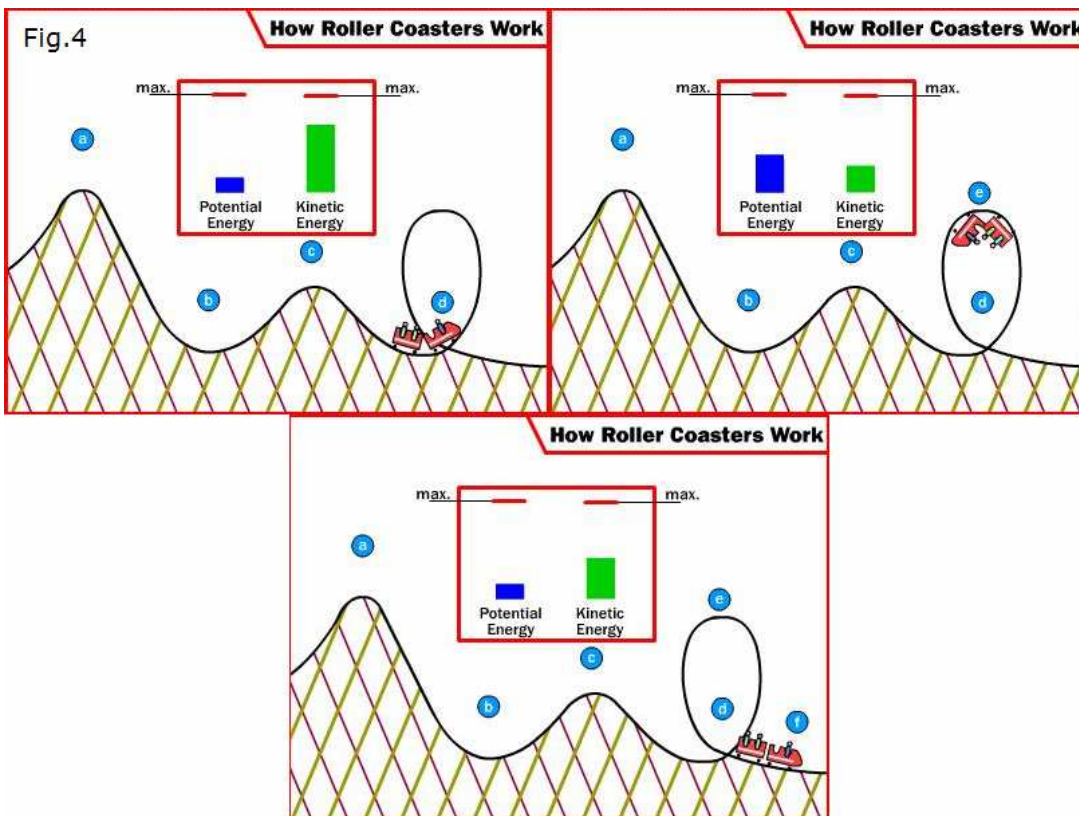 Fig.4
How Roller Coasters Work
max. max.
a
Potential Energy
Kinetic Energy
c
b
d
How Roller Coasters Work
max. max.
a
Potential Energy
Kinetic Energy
e
c
b
d
How Roller Coasters Work
max. max.
a
Potential Energy
Kinetic Energy
e
c
b
d
f